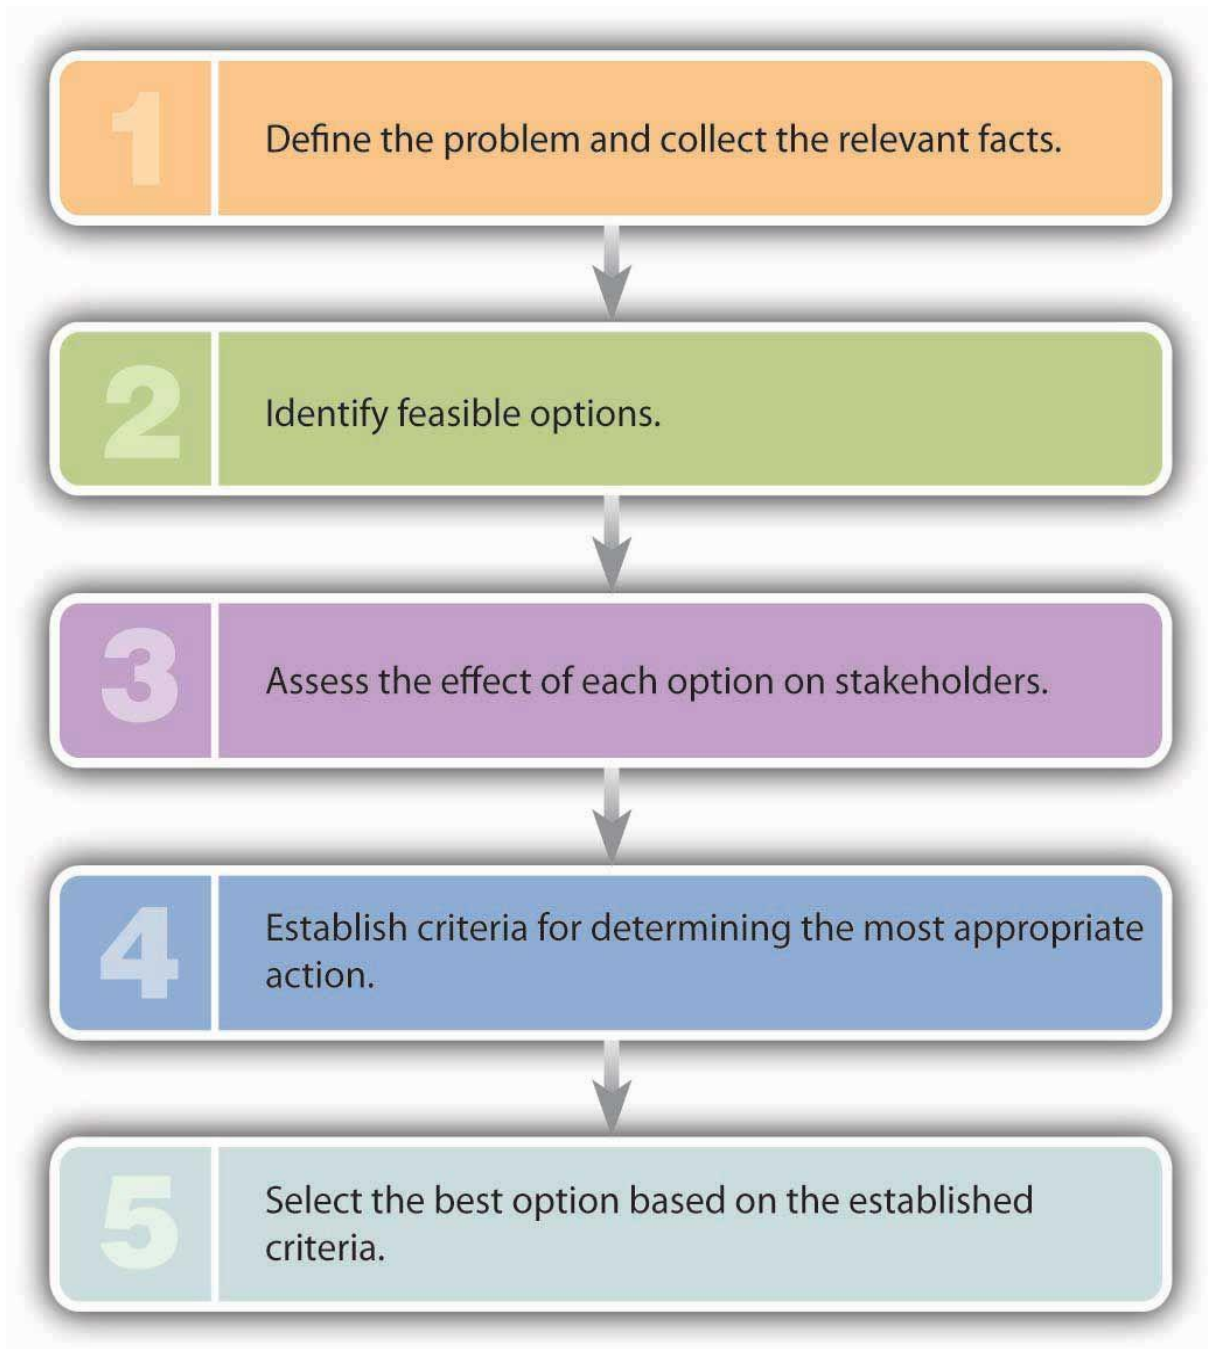 1
Define the problem and collect the relevant facts.
2
Identify feasible options.
3
Assess the effect of each option on stakeholders.
4
Establish criteria for determining the most appropriate
action.
5
Select the best option based on the established
criteria.